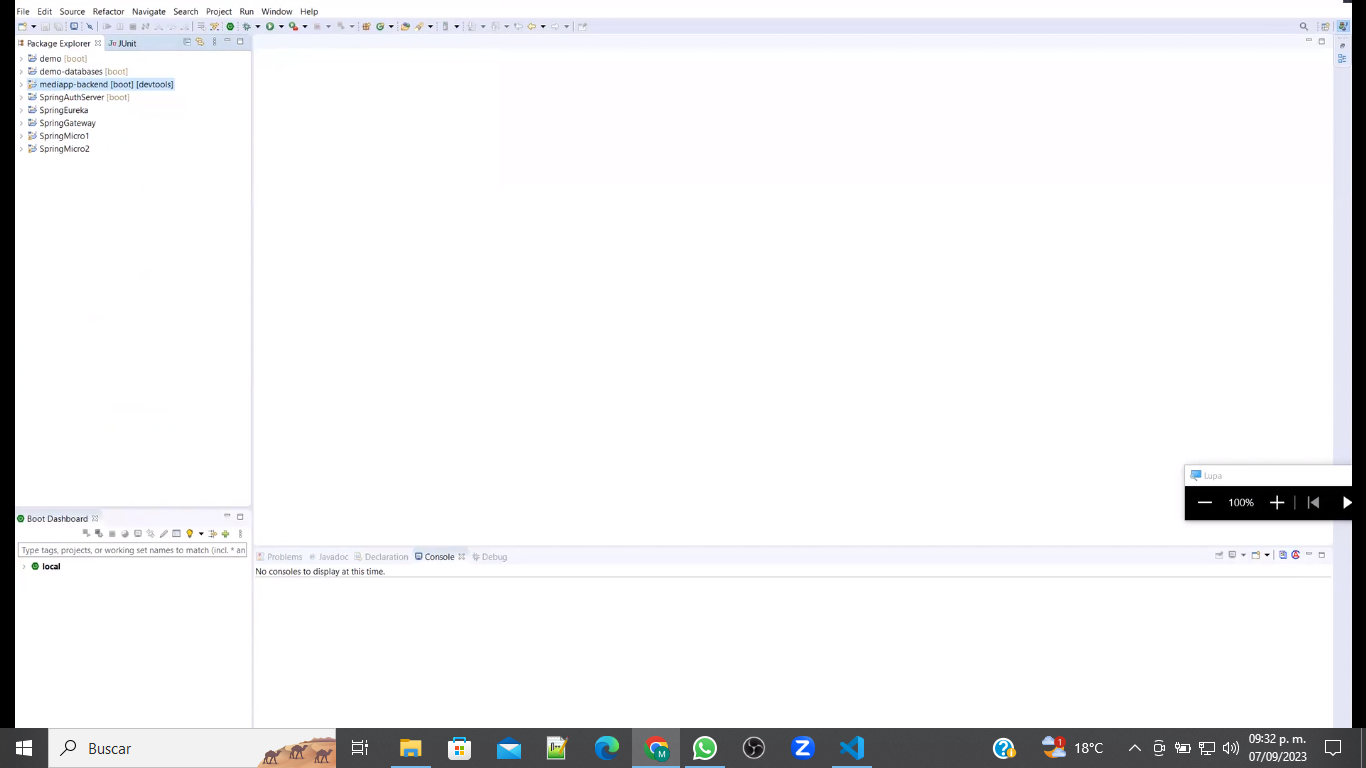 File Edit Source Refactor Navigate Search Project Run Window Help
Package Explorer JUnit
demo [boot]
demo-databases [boot]
mediapp-backend [boot] [devtools]
SpringAuthServer [boot]
SpringEureka
SpringGateway
SpringMicro1
SpringMicro2
Lupa
100%
Boot Dashboard
Type tags, projects, or working set names to match (incl. * an
local
Problems Javadoc Declaration Console Debug
No consoles to display at this time.
Buscar
18°C
09:32 p. m.
07/09/2023